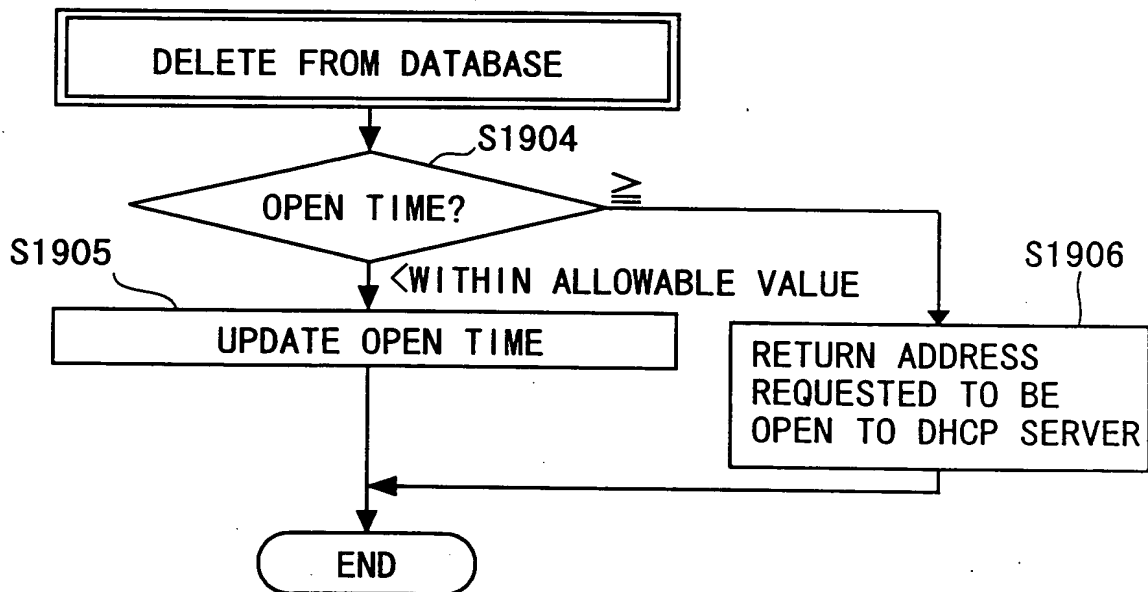 DELETE FROM DATABASE
S1904
OPEN TIME?
≧
S1905
<WITHIN ALLOWABLE VALUE
S1906
UPDATE OPEN TIME
RETURN ADDRESS
REQUESTED TO BE
OPEN TO DHCP SERVER
END